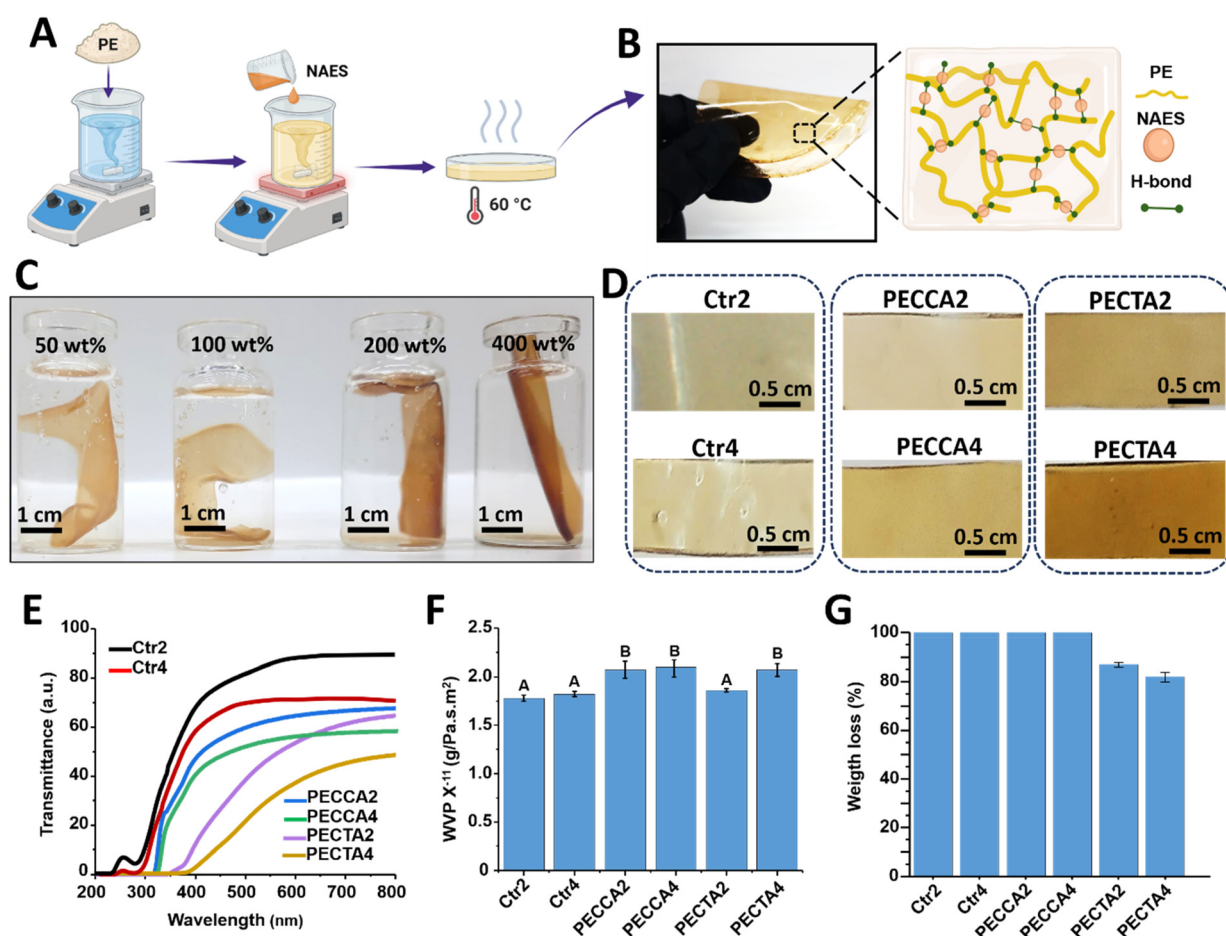 A
PE
NAES
60 °C
B
PE
NAES
H-bond
C
50 wt%
100 wt%
200 wt%
400 wt%
1 cm
1 cm
1 cm
1 cm
D
Ctr2
PECCA2
PECTA2
0.5 cm
0.5 cm
0.5 cm
Ctr4
PECCA4
PECTA4
0.5 cm
0.5 cm
0.5 cm
E
Transmittance (a.u.)
100
80
60
40
20
0
Ctr2
Ctr4
PECCA2
PECCA4
PECTA2
PECTA4
200 300 400 500 600 700 800
Wavelength (nm)
F
WVP X⁻¹¹ (g/Pa.s.m²)
2.5
2.0
1.5
1
0.5
0
A A B B A B
Ctr2 Ctr4 PECCA2 PECCA4 PECTA2 PECTA4
G
Weigth loss (%)
100
80
60
40
20
0
Ctr2 Ctr4 PECCA2 PECCA4 PECTA2 PECTA4